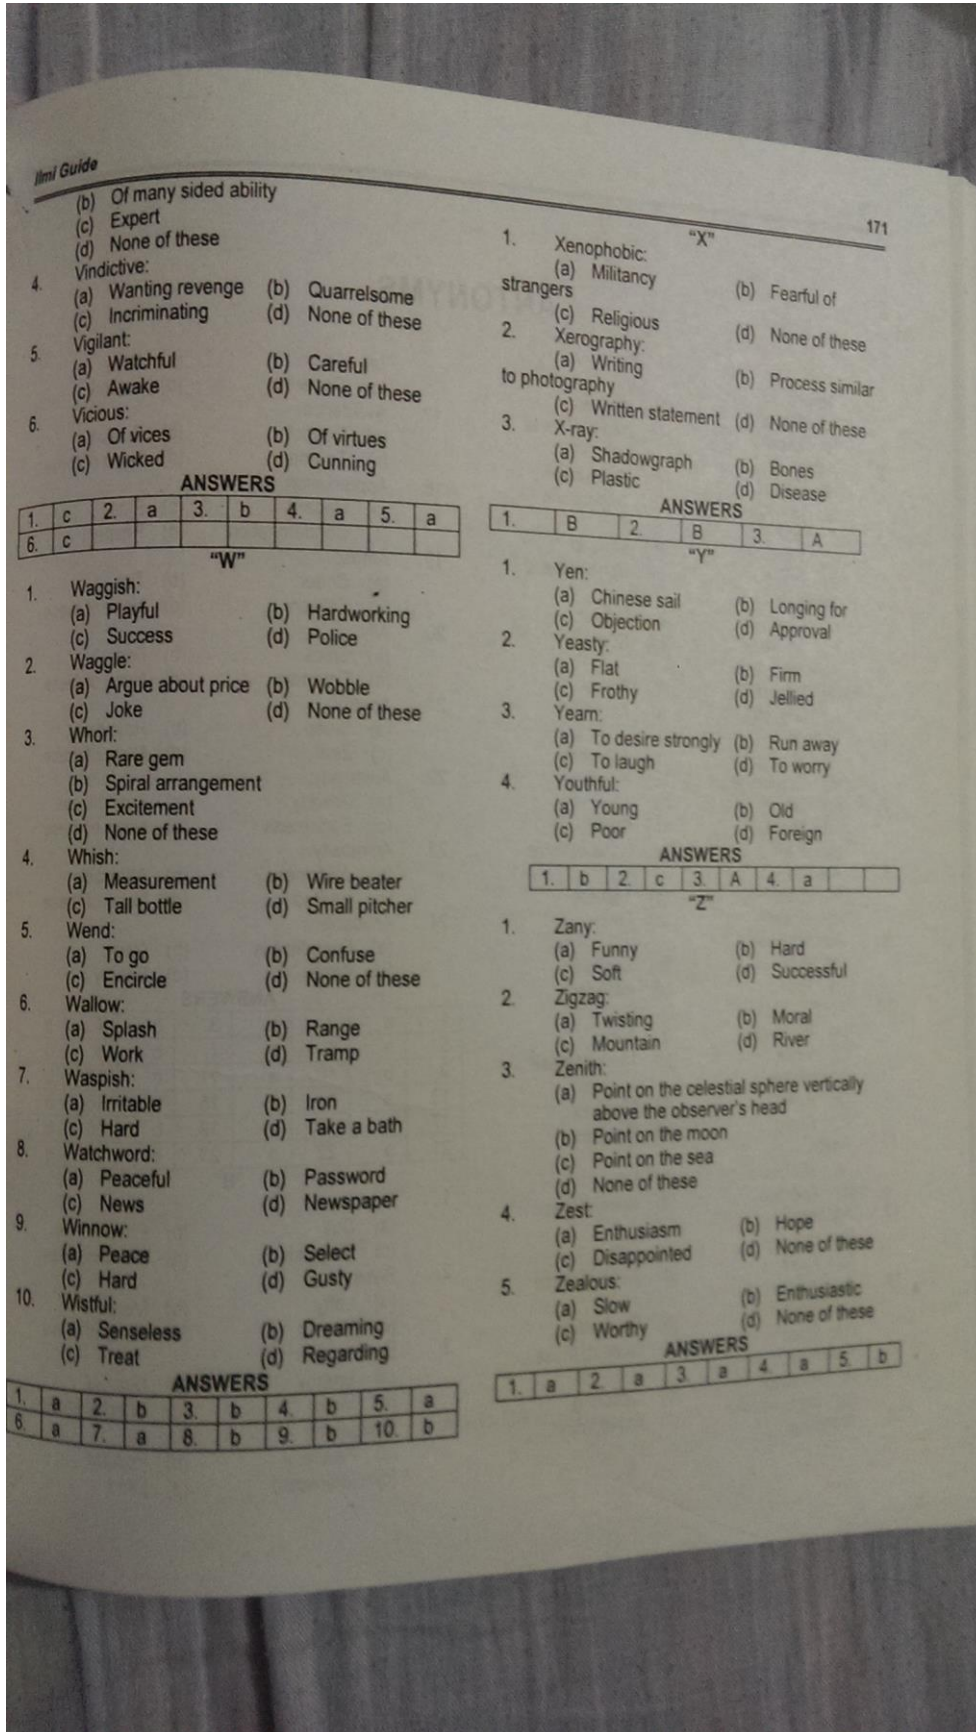 Ilmi Guide
171
(b) Of many sided ability
(c) Expert
(d) None of these
4. Vindictive:
(a) Wanting revenge (b) Quarrelsome
(c) Incriminating (d) None of these
5. Vigilant:
(a) Watchful (b) Careful
(c) Awake (d) None of these
6. Vicious:
(a) Of vices (b) Of virtues
(c) Wicked (d) Cunning
ANSWERS
1. c 2. a 3. b 4. a 5. a
6. c
"W"
1. Waggish:
(a) Playful (b) Hardworking
(c) Success (d) Police
2. Waggle:
(a) Argue about price (b) Wobble
(c) Joke (d) None of these
3. Whorl:
(a) Rare gem
(b) Spiral arrangement
(c) Excitement
(d) None of these
4. Whish:
(a) Measurement (b) Wire beater
(c) Tall bottle (d) Small pitcher
5. Wend:
(a) To go (b) Confuse
(c) Encircle (d) None of these
6. Wallow:
(a) Splash (b) Range
(c) Work (d) Tramp
7. Waspish:
(a) Irritable (b) Iron
(c) Hard (d) Take a bath
8. Watchword:
(a) Peaceful (b) Password
(c) News (d) Newspaper
9. Winnow:
(a) Peace (b) Select
(c) Hard (d) Gusty
10. Wistful:
(a) Senseless (b) Dreaming
(c) Treat (d) Regarding
ANSWERS
1. a 2. b 3. b 4. b 5. a
6. a 7. a 8. b 9. b 10. b
"X"
1. Xenophobic:
(a) Militancy (b) Fearful of
strangers
(c) Religious (d) None of these
2. Xerography:
(a) Writing (b) Process similar
to photography
(c) Written statement (d) None of these
3. X-ray:
(a) Shadowgraph (b) Bones
(c) Plastic (d) Disease
ANSWERS
1. B 2. B 3. A
"Y"
1. Yen:
(a) Chinese sail (b) Longing for
(c) Objection (d) Approval
2. Yeasty:
(a) Flat (b) Firm
(c) Frothy (d) Jellied
3. Yearn:
(a) To desire strongly (b) Run away
(c) To laugh (d) To worry
4. Youthful:
(a) Young (b) Old
(c) Poor (d) Foreign
ANSWERS
1. b 2. c 3. A 4. a
"Z"
1. Zany:
(a) Funny (b) Hard
(c) Soft (d) Successful
2. Zigzag:
(a) Twisting (b) Moral
(c) Mountain (d) River
3. Zenith:
(a) Point on the celestial sphere vertically
above the observer's head
(b) Point on the moon
(c) Point on the sea
(d) None of these
4. Zest:
(a) Enthusiasm (b) Hope
(c) Disappointed (d) None of these
5. Zealous:
(a) Slow (b) Enthusiastic
(c) Worthy (d) None of these
ANSWERS
1. a 2. a 3. a 4. a 5. b